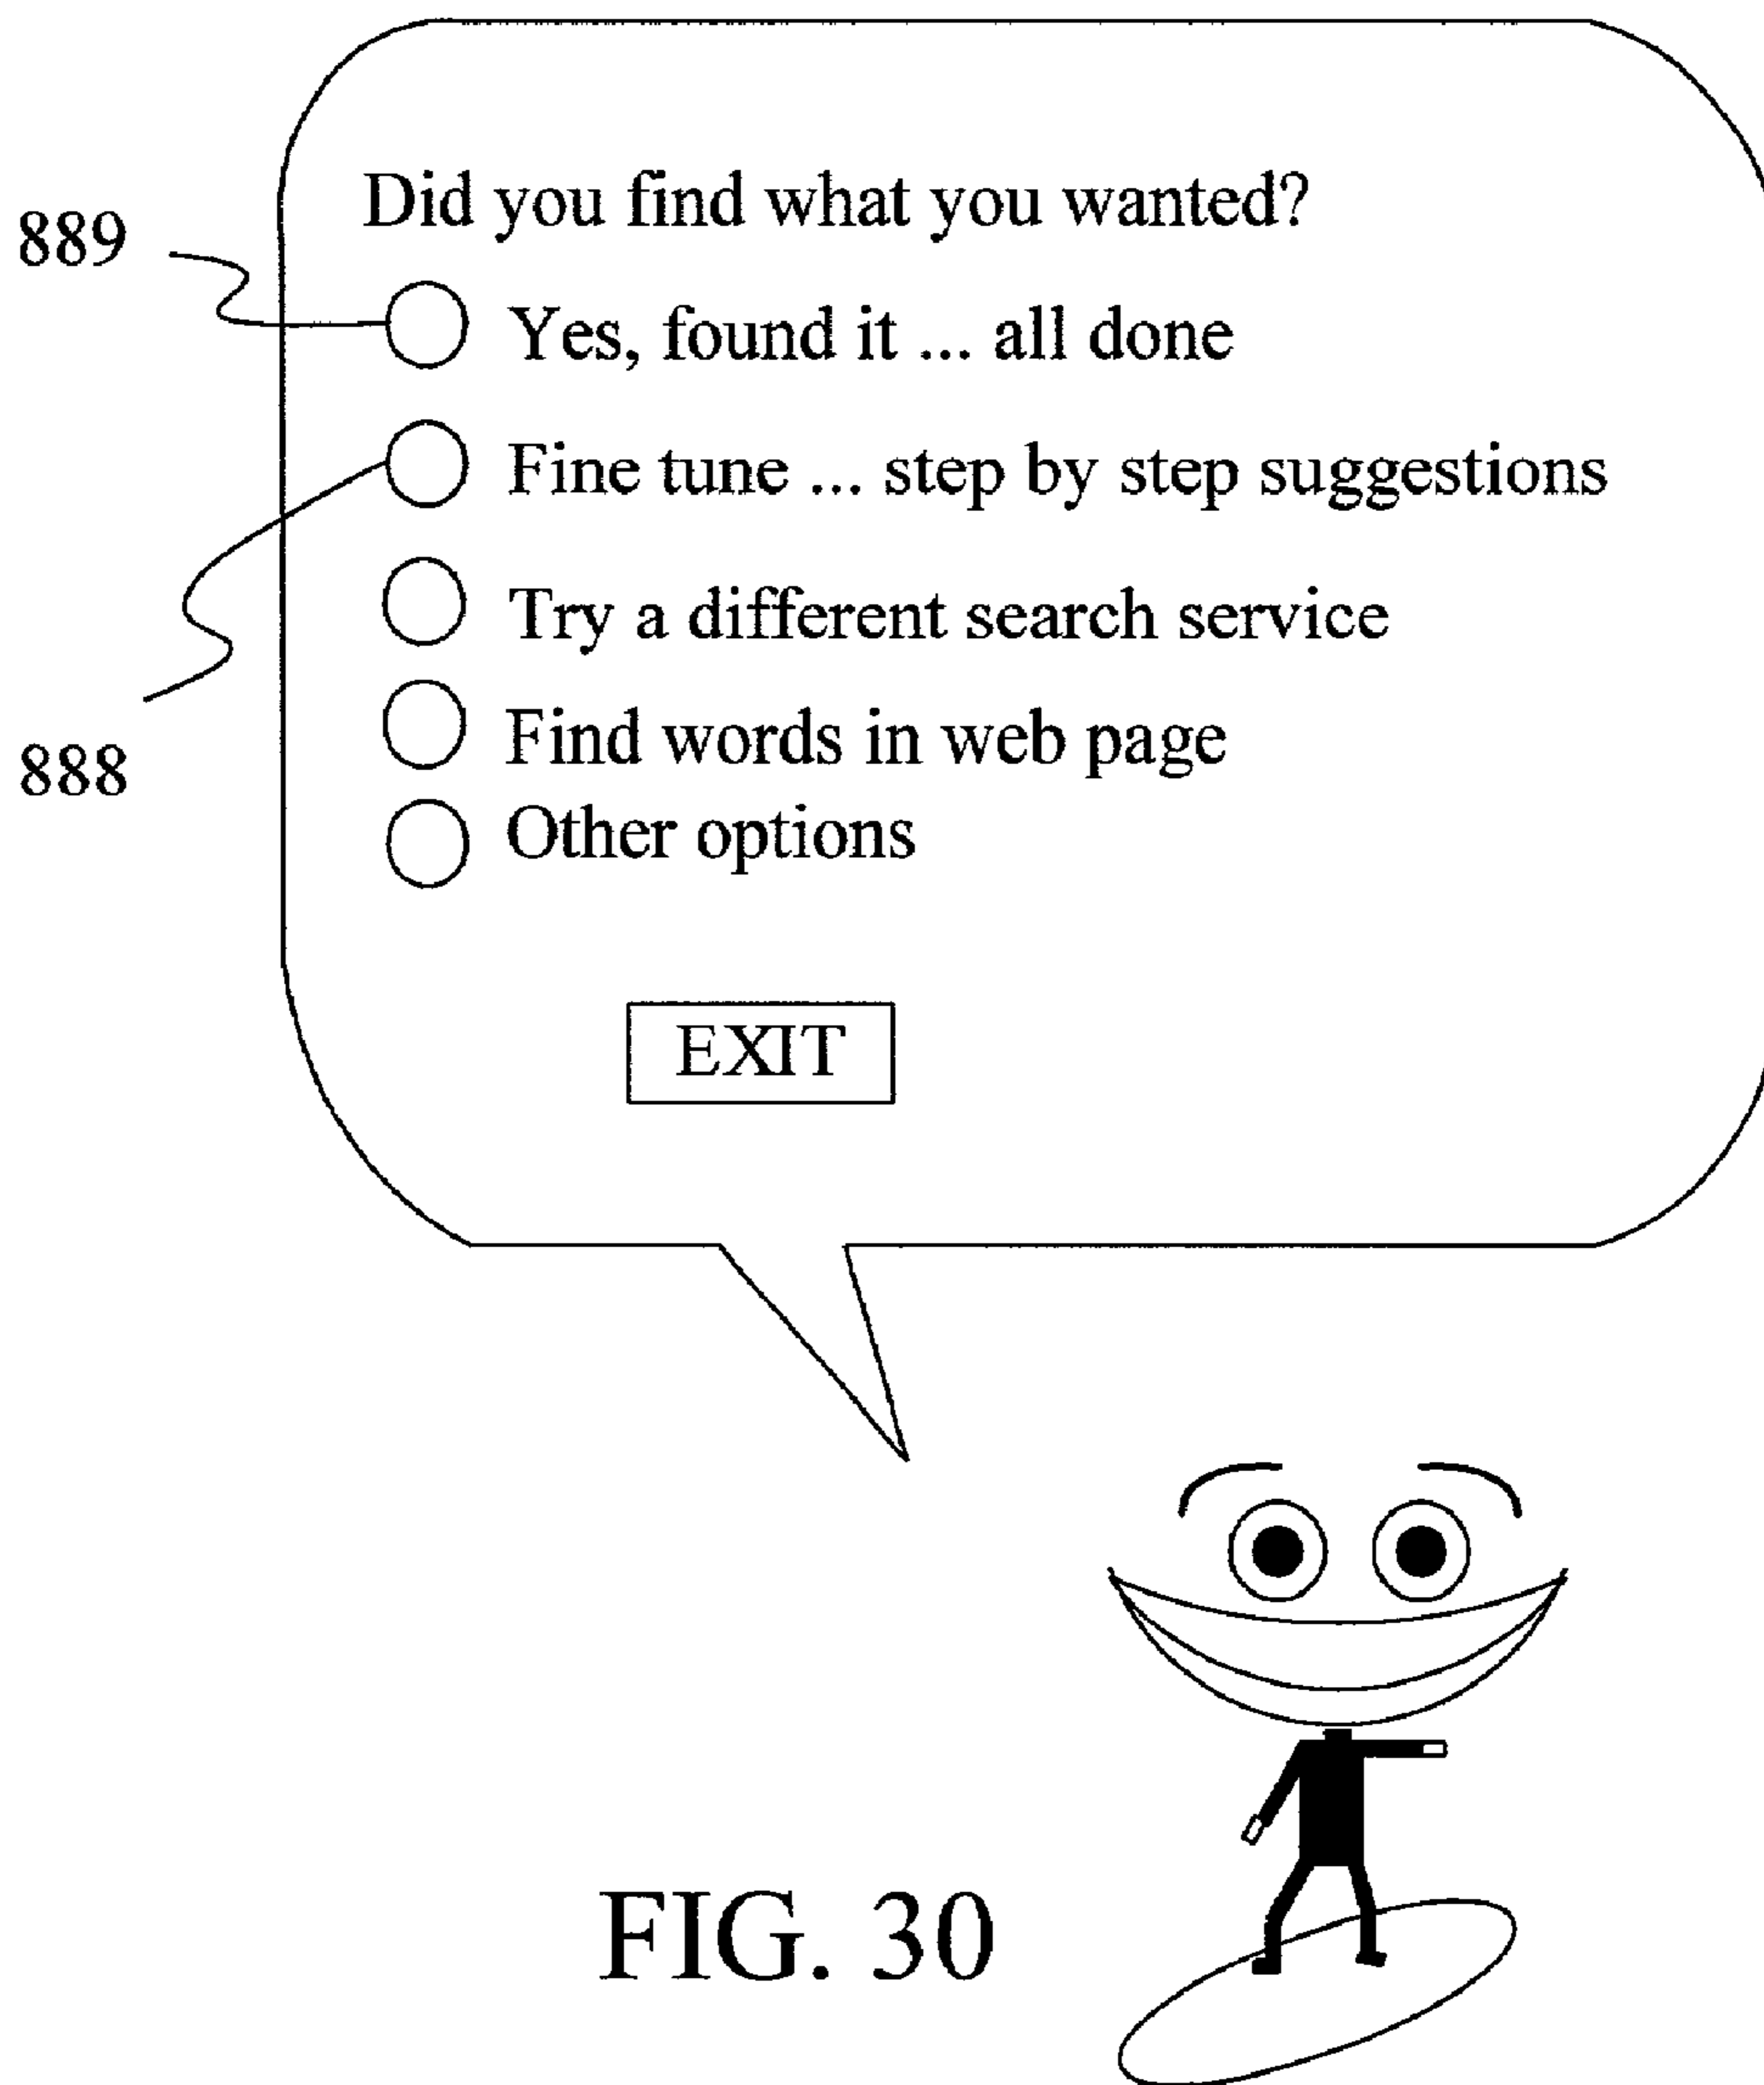 Did you find what you wanted?
889
Yes, found it ... all done
Fine tune ... step by step suggestions
Try a different search service
Find words in web page
888
Other options
EXIT
FIG. 30